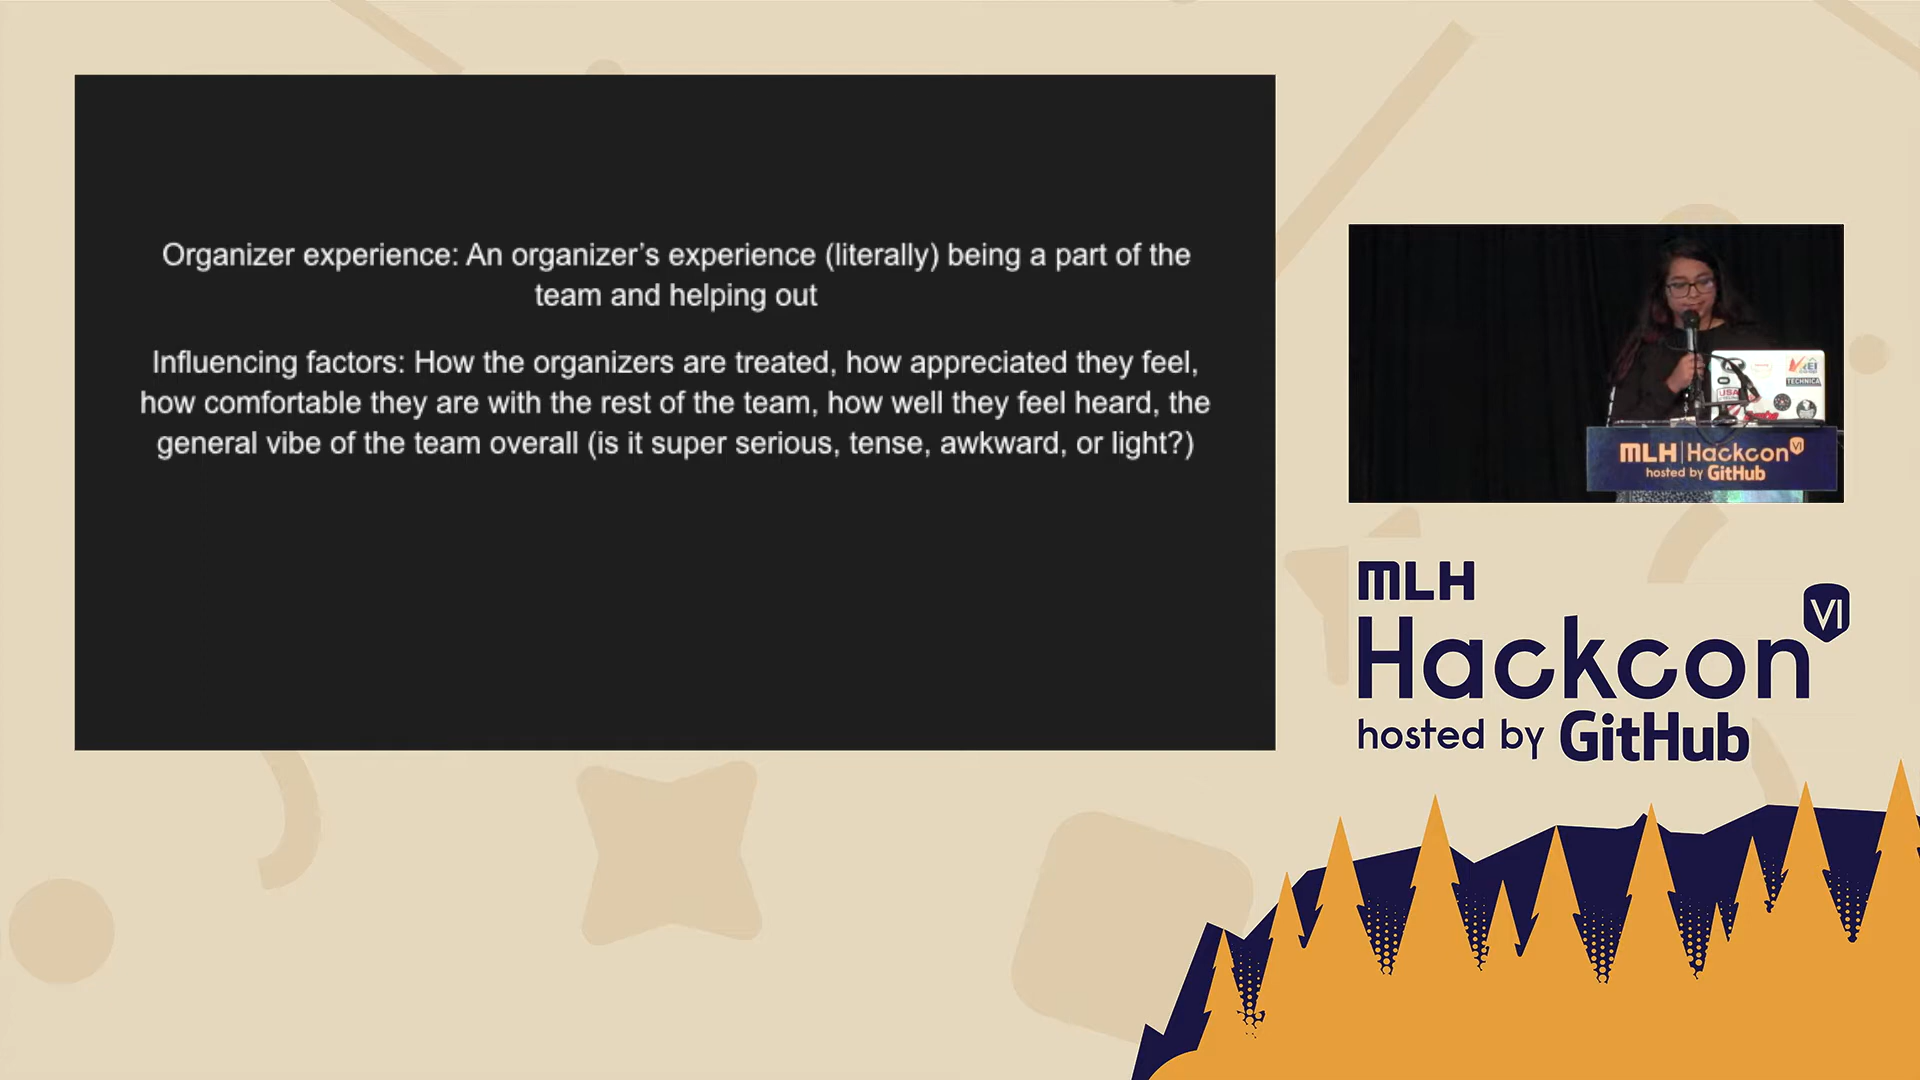 Organizer experience: An organizer’s experience (literally) being a part of the
team and helping out
Influencing factors: How the organizers are treated, how appreciated they feel,
how comfortable they are with the rest of the team, how well they feel heard, the
general vibe of the team overall (is it super serious, tense, awkward, or light?)
TECHNICA
USA
MLH Hackcon VI
hosted by GitHub
MLH
Hackcon VI
hosted by GitHub